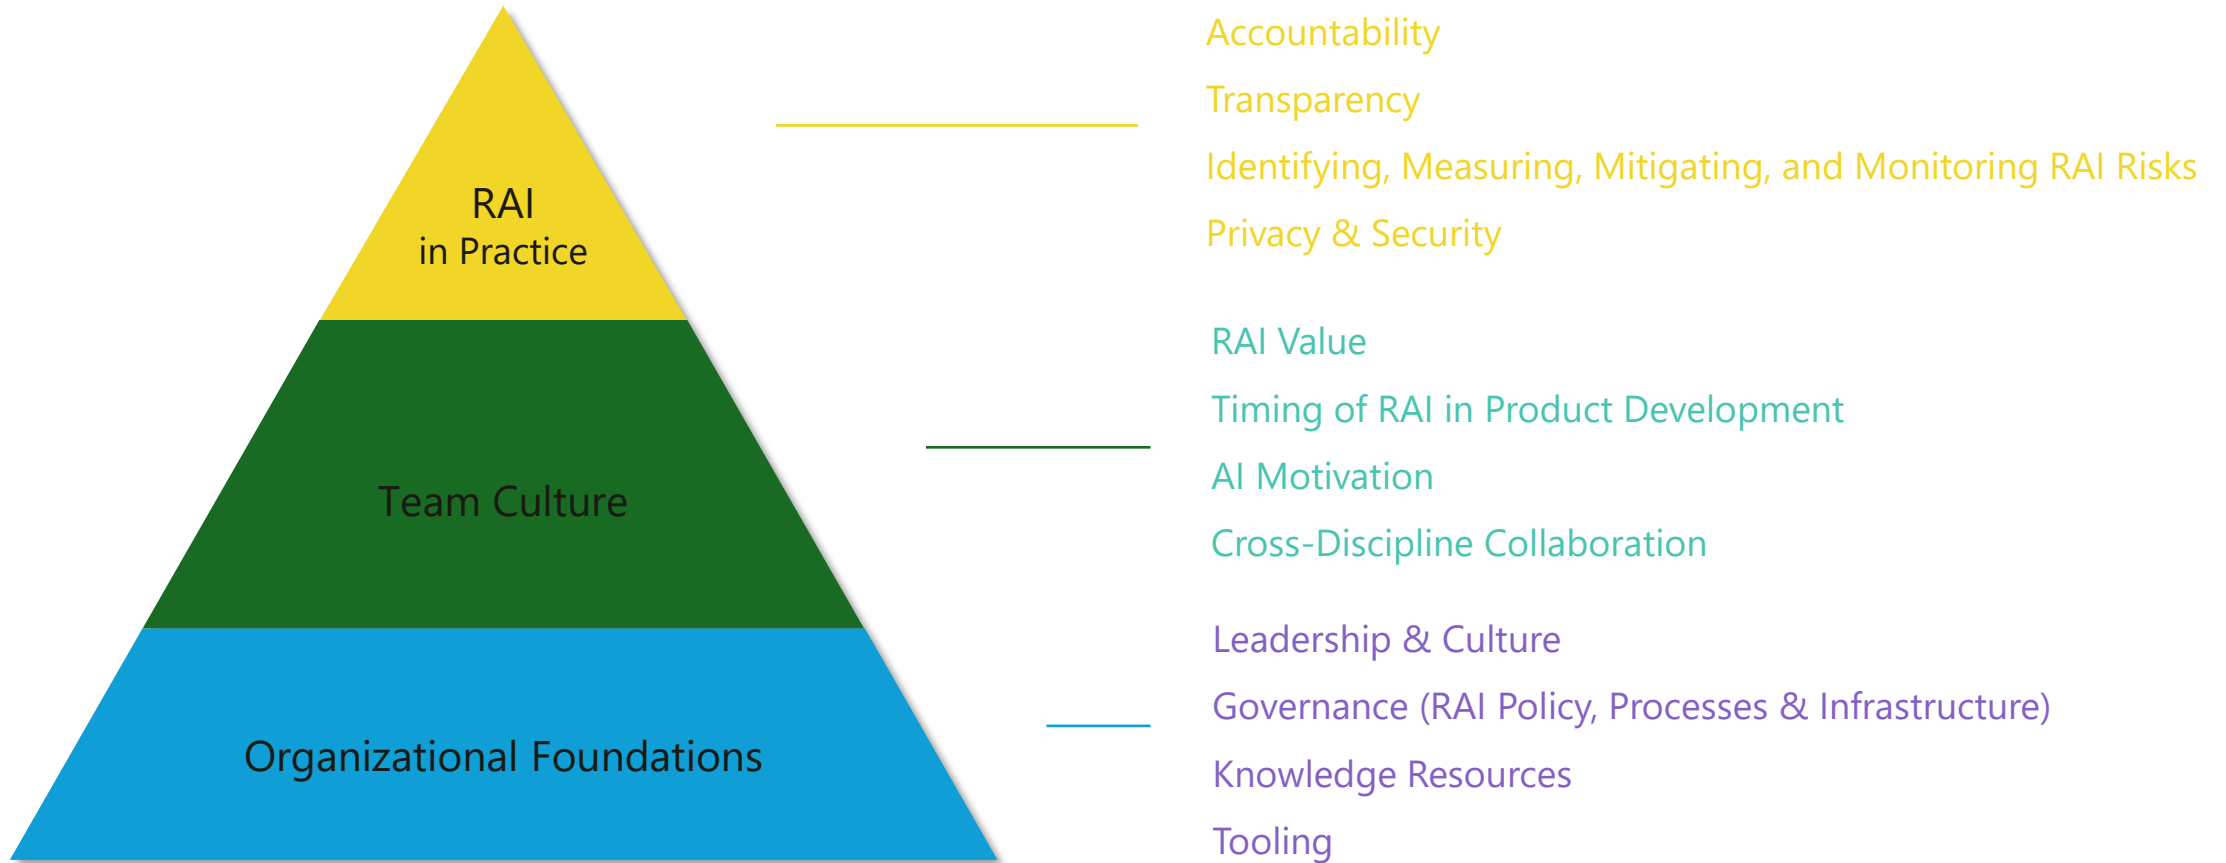 RAI
in Practice
Team Culture
Organizational Foundations
Accountability
Transparency
Identifying, Measuring, Mitigating, and Monitoring RAI Risks
Privacy & Security
RAI Value
Timing of RAI in Product Development
AI Motivation
Cross-Discipline Collaboration
Leadership & Culture
Governance (RAI Policy, Processes & Infrastructure)
Knowledge Resources
Tooling